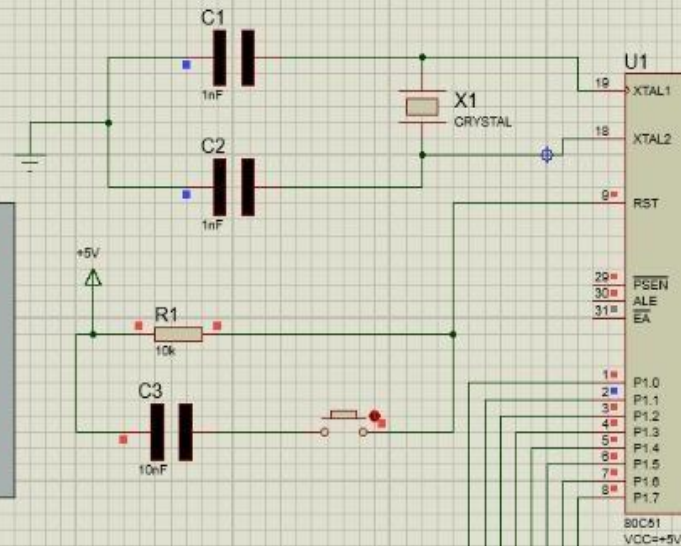 C1
1nF
X1
CRYSTAL
C2
1nF
U1
19 XTAL1
18 XTAL2
9 RST
29 PSEN
30 ALE
31 EA
+5V
R1
10k
C3
10nF
1 P1.0
2 P1.1
3 P1.2
4 P1.3
5 P1.4
6 P1.5
7 P1.6
8 P1.7
80C51
VCC=+5V